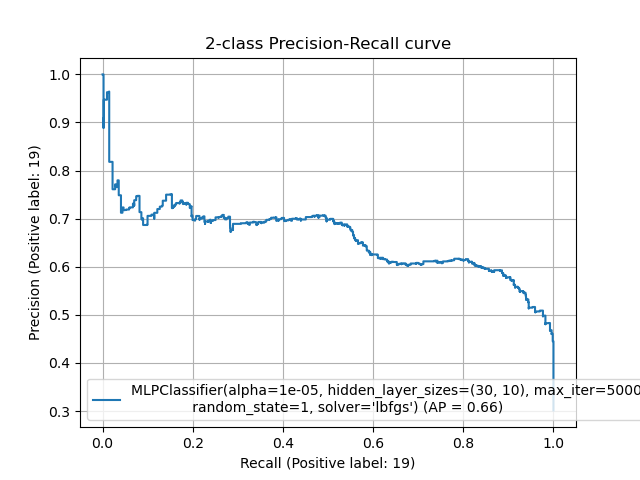 2-class Precision-Recall curve
1.0
0.9
0.8
0.7
0.6
0.5
0.4
0.3
Precision (Positive label: 19)
MLPClassifier(alpha=1e-05, hidden_layer_sizes=(30, 10), max_iter=5000
random_state=1, solver='lbfgs') (AP = 0.66)
0.0 0.2 0.4 0.6 0.8 1.0
Recall (Positive label: 19)